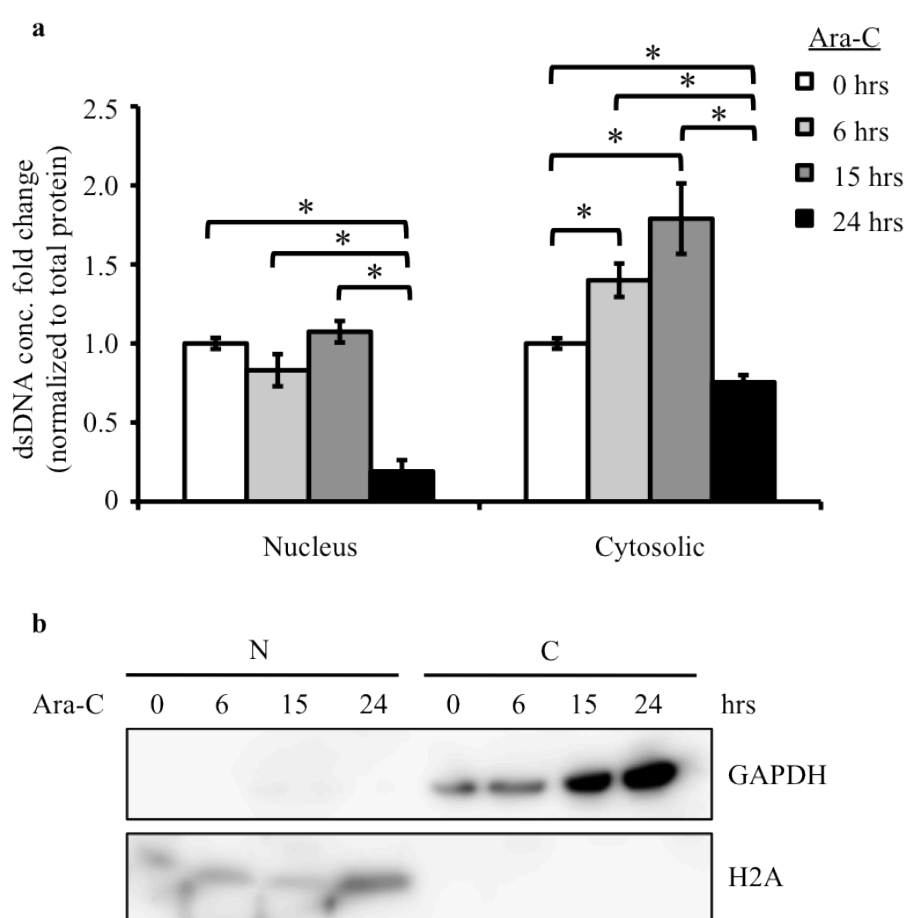 a
Ara-C
0 hrs
6 hrs
15 hrs
24 hrs
* * * * * * * *
dsDNA conc. fold change
(normalized to total protein)
2.5
2.0
1.5
1.0
0.5
0
Nucleus Cytosolic
b
N C
Ara-C 0 6 15 24 0 6 15 24 hrs
GAPDH
H2A